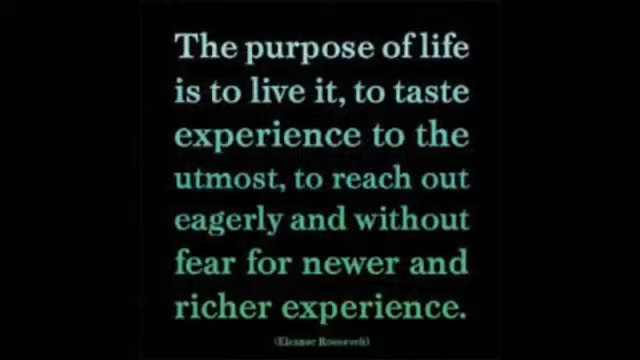 The purpose of life
is to live it, to taste
experience to the
utmost, to reach out
eagerly and without
fear for newer and
richer experience.
(Eleanor Roosevelt)